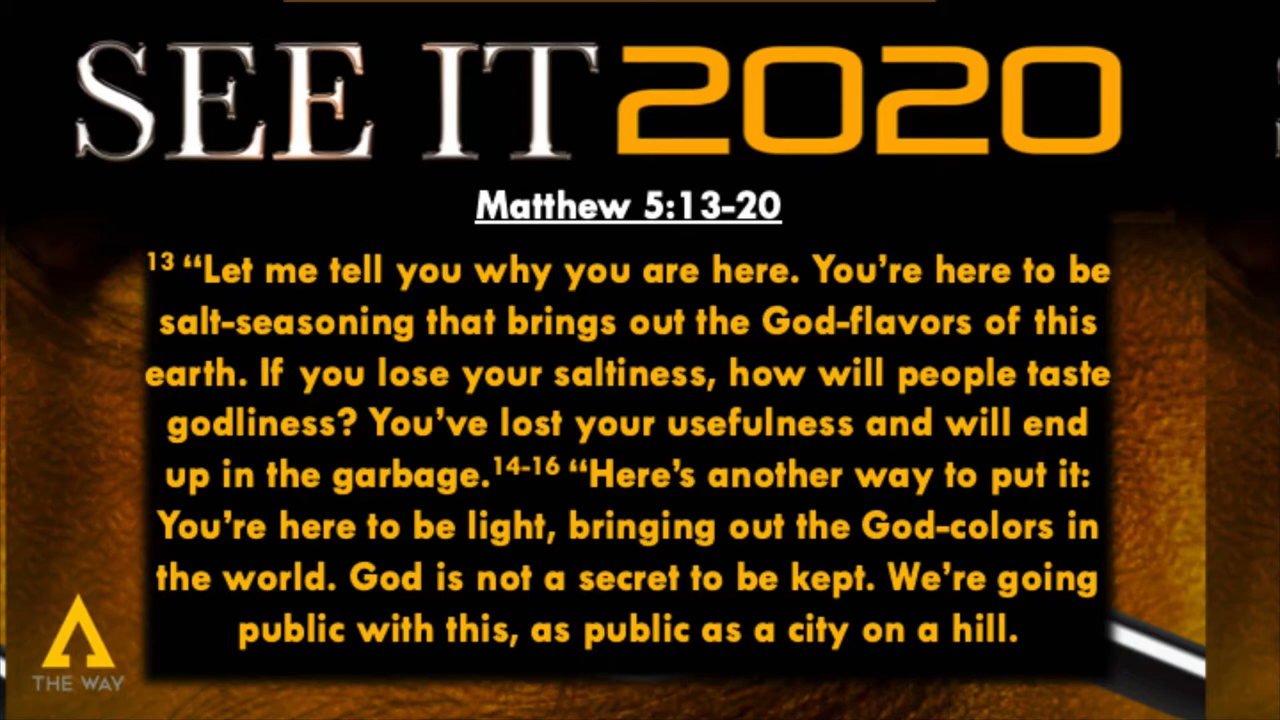 SEE IT 2020
Matthew 5:13-20
13 “Let me tell you why you are here. You’re here to be
salt-seasoning that brings out the God-flavors of this
earth. If you lose your saltiness, how will people taste
godliness? You’ve lost your usefulness and will end
up in the garbage.14-16 “Here’s another way to put it:
You’re here to be light, bringing out the God-colors in
the world. God is not a secret to be kept. We’re going
public with this, as public as a city on a hill.
THE WAY